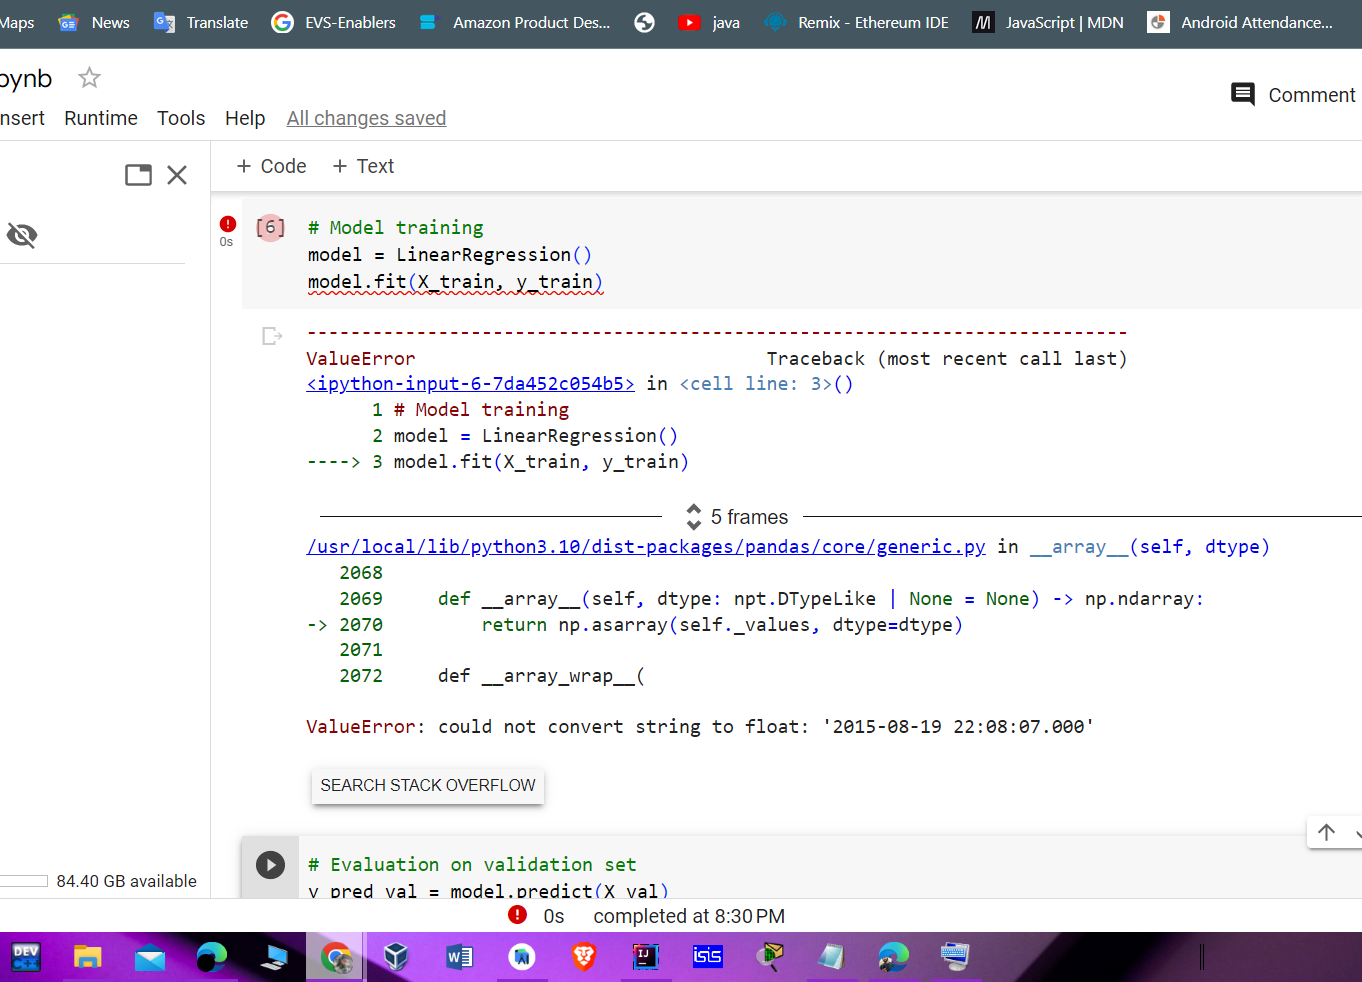 Maps News Translate EVS-Enablers Amazon Product Des... java Remix - Ethereum IDE JavaScript | MDN Android Attendance...
pynb
Comment
nsert Runtime Tools Help All changes saved
+ Code + Text
[6] # Model training
0s
model = LinearRegression()
model.fit(X_train, y_train)
---------------------------------------------------------------------------
ValueError Traceback (most recent call last)
<ipython-input-6-7da452c054b5> in <cell line: 3>()
1 # Model training
2 model = LinearRegression()
----> 3 model.fit(X_train, y_train)
5 frames
/usr/local/lib/python3.10/dist-packages/pandas/core/generic.py in __array__(self, dtype)
2068
2069 def __array__(self, dtype: npt.DTypeLike | None = None) -> np.ndarray:
-> 2070 return np.asarray(self._values, dtype=dtype)
2071
2072 def __array_wrap__(
ValueError: could not convert string to float: '2015-08-19 22:08:07.000'
SEARCH STACK OVERFLOW
# Evaluation on validation set
84.40 GB available
y_pred_val = model.predict(X_val)
0s completed at 8:30 PM
DEV C++ W IJ isis